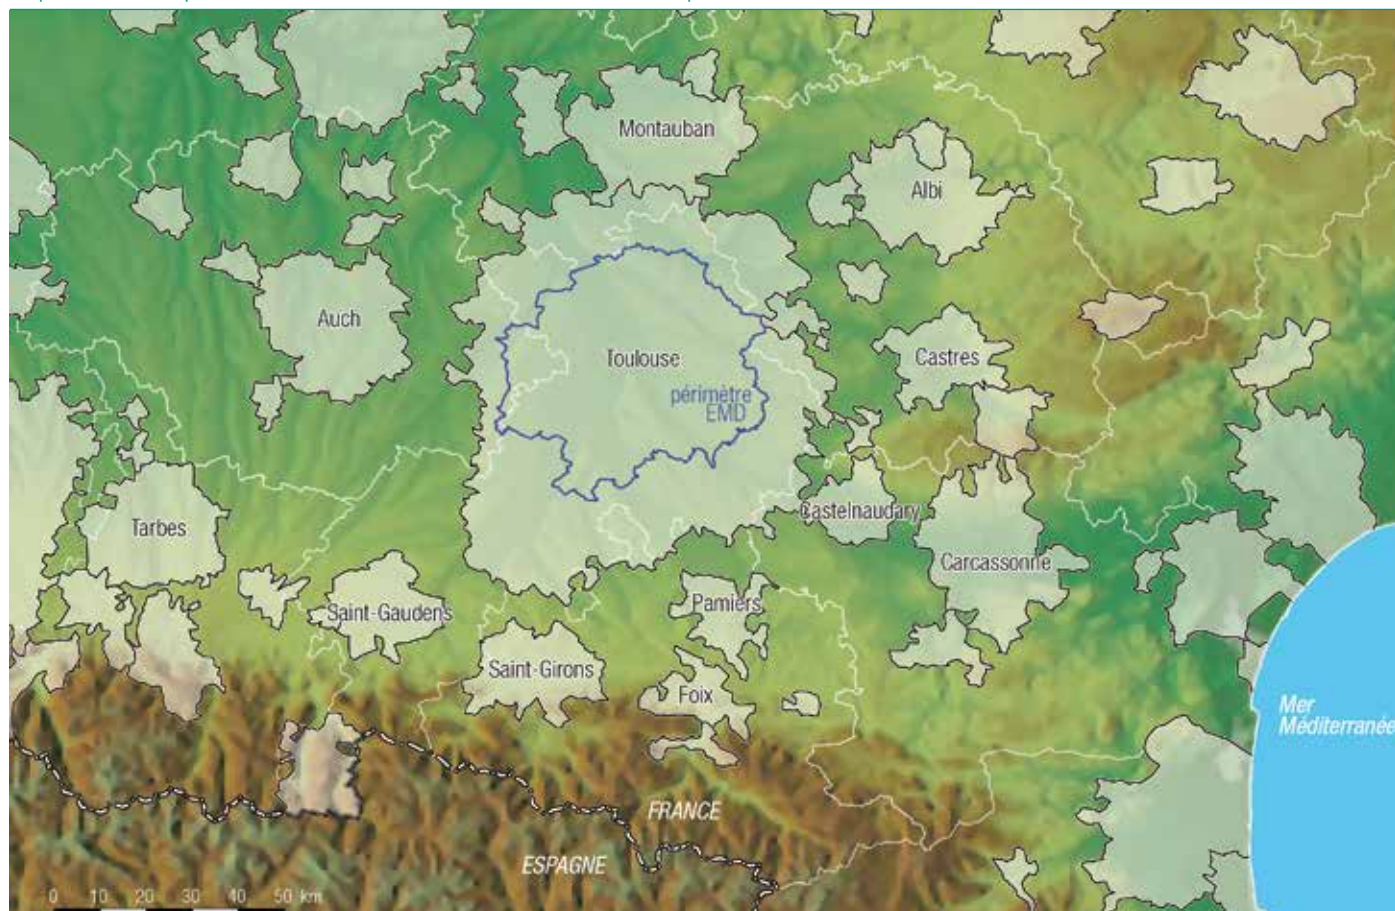 Montauban
Albi
Auch
Toulouse
Castres
périmètre
EMD
Tarbes
Castelnaudary
Carcassonne
Saint-Gaudens
Pamiers
Saint-Girons
Foix
Mer
Méditerranée
FRANCE
ESPAGNE
0 10 20 30 40 50 km